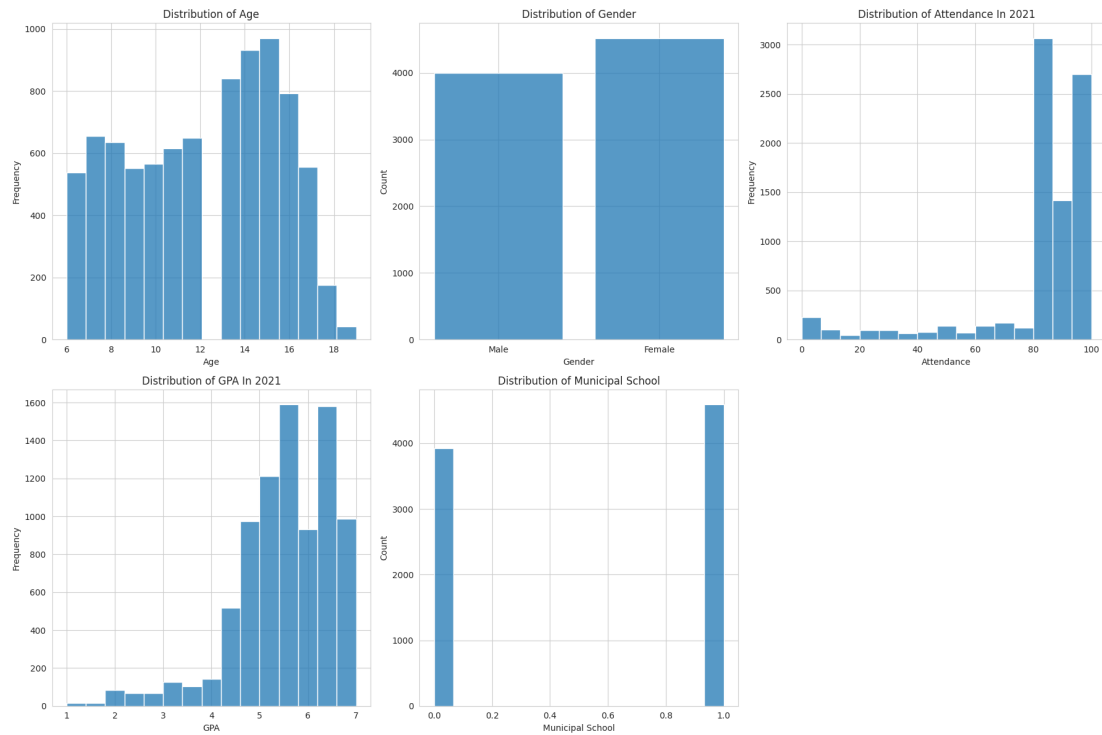 Distribution of Age
1000
800
600
400
200
0
Frequency
6 8 10 12 14 16 18
Age
Distribution of Gender
4000
3000
2000
1000
0
Count
Male Female
Gender
Distribution of Attendance In 2021
3000
2500
2000
1500
1000
500
0
Frequency
0 20 40 60 80 100
Attendance
Distribution of GPA In 2021
1600
1400
1200
1000
800
600
400
200
0
Frequency
1 2 3 4 5 6 7
GPA
Distribution of Municipal School
4000
3000
2000
1000
0
Count
0.0 0.2 0.4 0.6 0.8 1.0
Municipal School